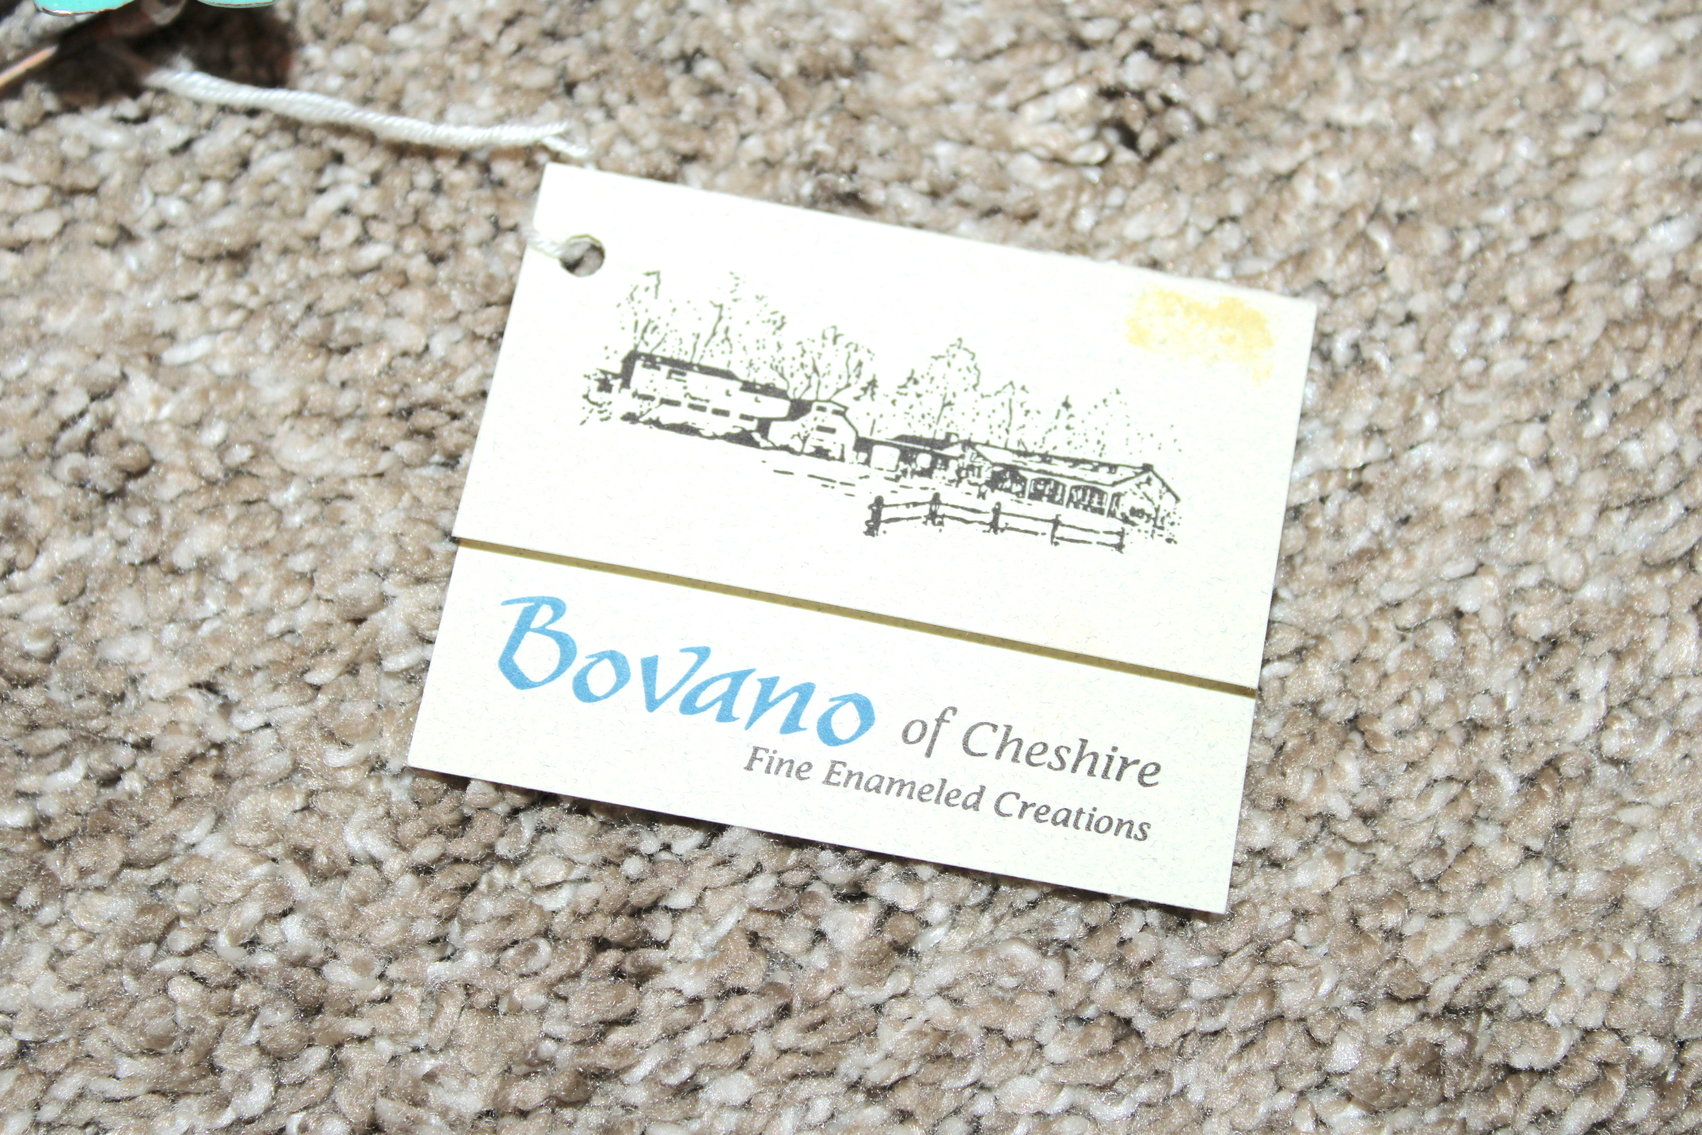 Bovano of Cheshire
Fine Enameled Creations